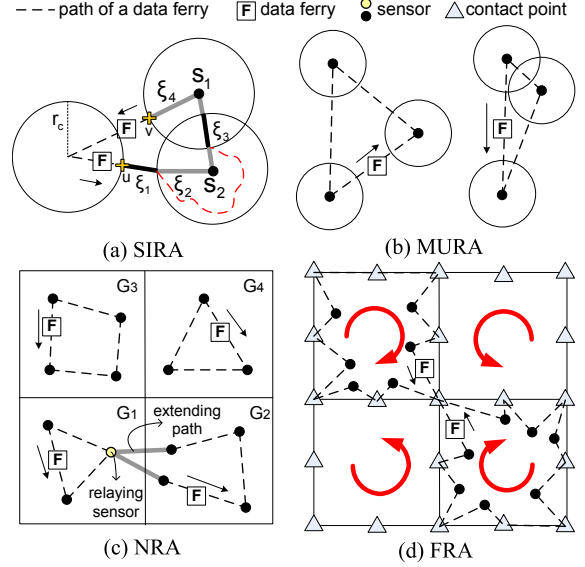 path of a data ferry F data ferry sensor contact point
S1
ξ4
rc
F
v
ξ3
F
u
ξ1
ξ2
S2
F
F
(a) SIRA
(b) MURA
G3
G4
F
F
G1
extending
path
G2
F
relaying
sensor
F
F
F
(c) NRA
(d) FRA